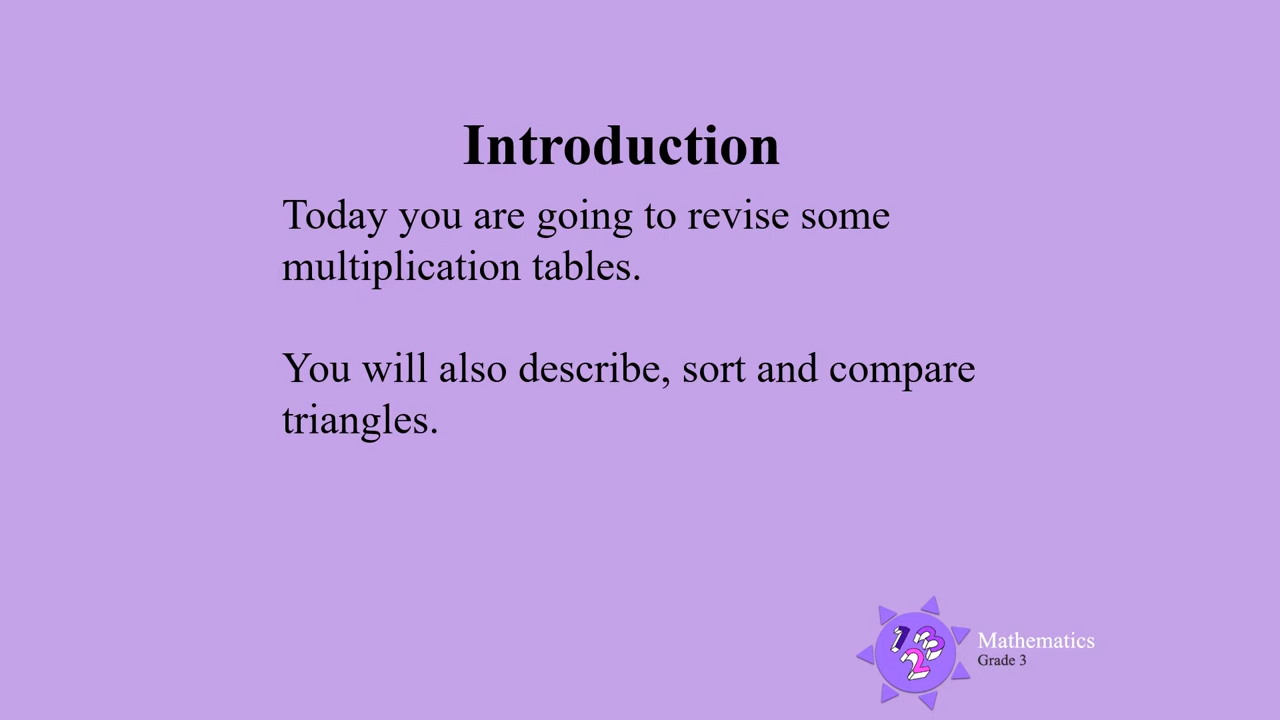 Introduction
Today you are going to revise some
multiplication tables.
You will also describe, sort and compare
triangles.
123
Mathematics
Grade 3